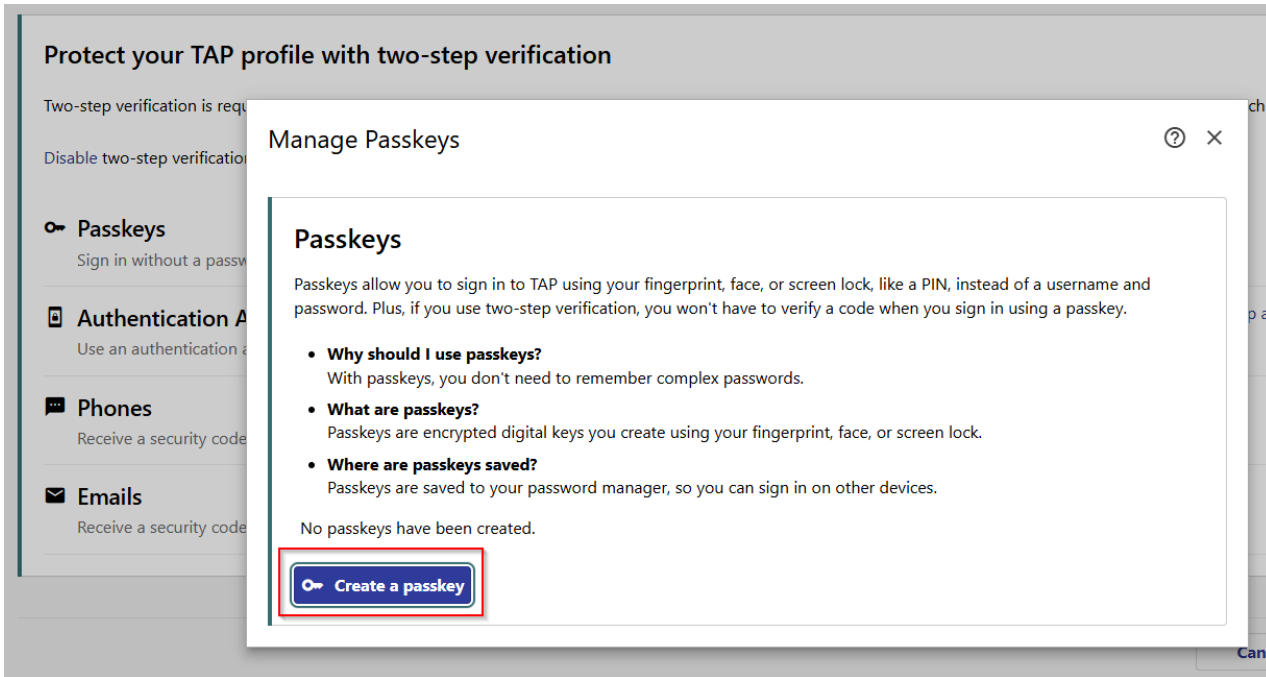 Protect your TAP profile with two-step verification
Two-step verification is requ
ch
Disable two-step verification
Passkeys
Sign in without a passw
Authentication A
Use an authentication a
p a
Phones
Receive a security code
Emails
Receive a security code
Manage Passkeys
Passkeys
Passkeys allow you to sign in to TAP using your fingerprint, face, or screen lock, like a PIN, instead of a username and
password. Plus, if you use two-step verification, you won't have to verify a code when you sign in using a passkey.
• Why should I use passkeys?
With passkeys, you don't need to remember complex passwords.
• What are passkeys?
Passkeys are encrypted digital keys you create using your fingerprint, face, or screen lock.
• Where are passkeys saved?
Passkeys are saved to your password manager, so you can sign in on other devices.
No passkeys have been created.
Create a passkey
Can